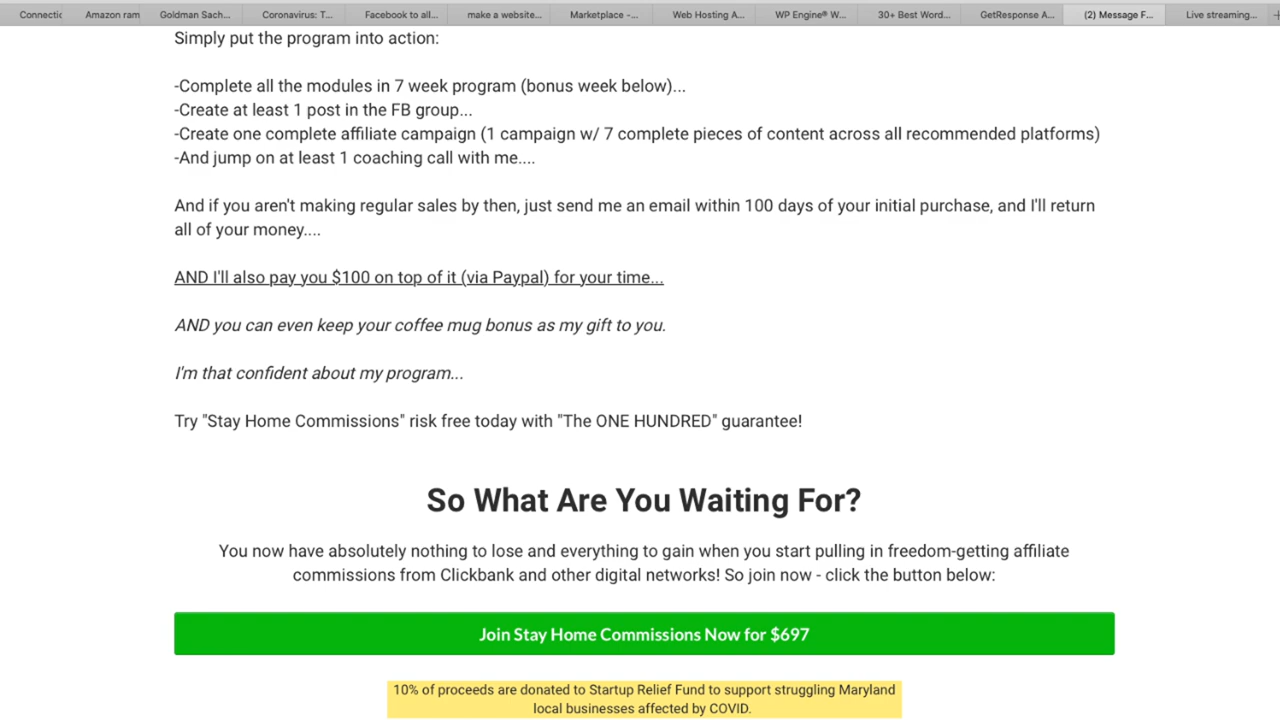 Connectic Amazon ram Goldman Sach... Coronavirus: T... Facebook to all... make a website... Marketplace -... Web Hosting A... WP Engine® W... 30+ Best Word... GetResponse A... (2) Message F... Live streaming...
Simply put the program into action:
-Complete all the modules in 7 week program (bonus week below)...
-Create at least 1 post in the FB group...
-Create one complete affiliate campaign (1 campaign w/ 7 complete pieces of content across all recommended platforms)
-And jump on at least 1 coaching call with me....
And if you aren't making regular sales by then, just send me an email within 100 days of your initial purchase, and I'll return
all of your money....
AND I'll also pay you $100 on top of it (via Paypal) for your time...
AND you can even keep your coffee mug bonus as my gift to you.
I'm that confident about my program...
Try "Stay Home Commissions" risk free today with "The ONE HUNDRED" guarantee!
So What Are You Waiting For?
You now have absolutely nothing to lose and everything to gain when you start pulling in freedom-getting affiliate
commissions from Clickbank and other digital networks! So join now - click the button below:
Join Stay Home Commissions Now for $697
10% of proceeds are donated to Startup Relief Fund to support struggling Maryland
local businesses affected by COVID.